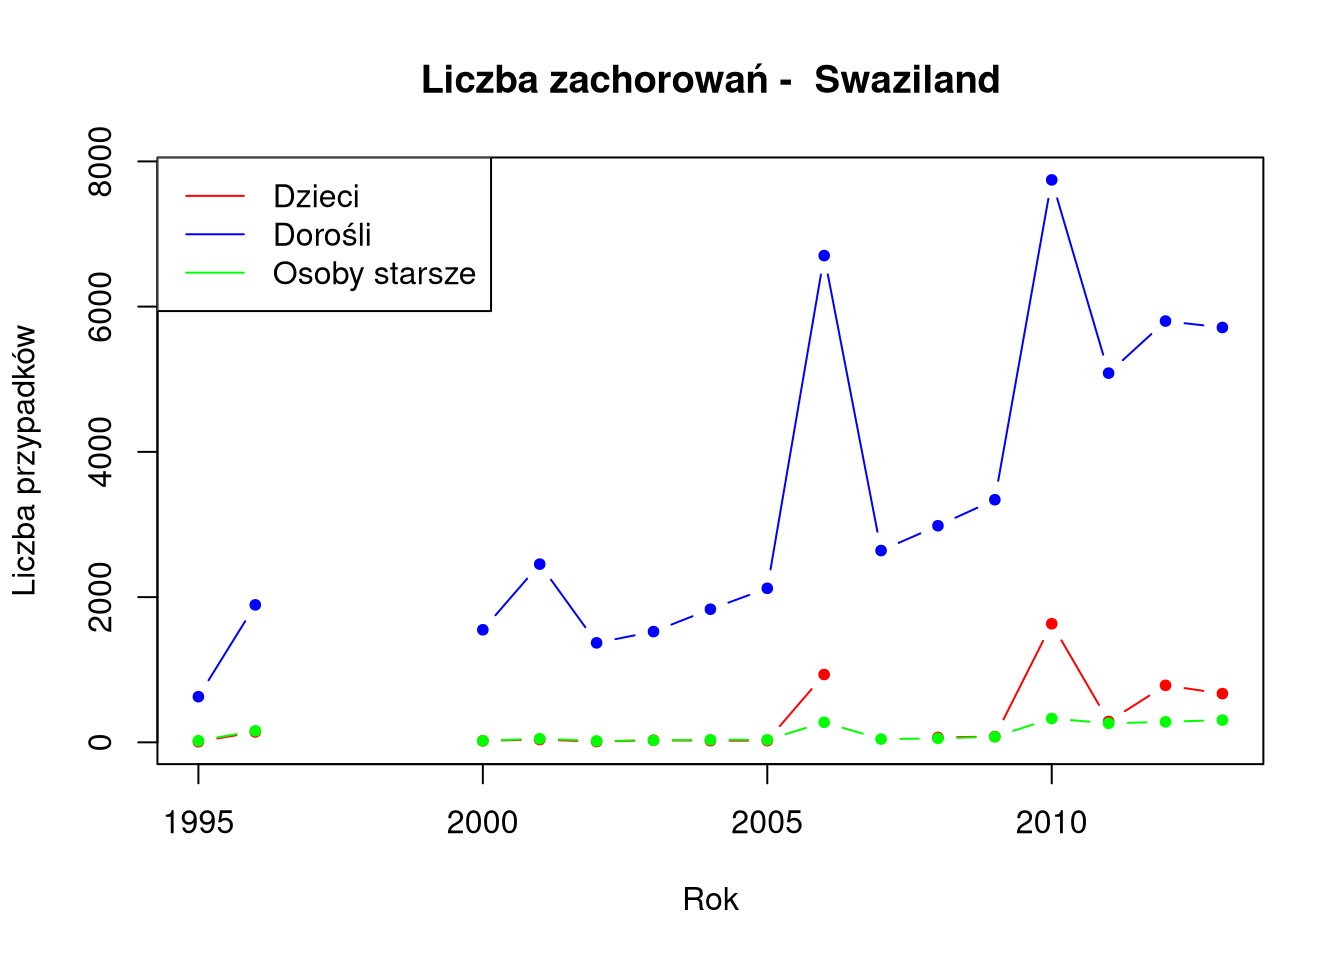 Liczba zachorowań -  Swaziland
8000
6000
4000
2000
0
Liczba przypadków
Dzieci
Dorośli
Osoby starsze
1995 2000 2005 2010
Rok